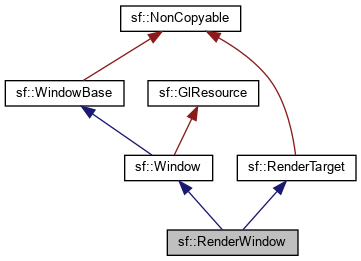 sf::NonCopyable
sf::WindowBase
sf::GlResource
sf::Window
sf::RenderTarget
sf::RenderWindow